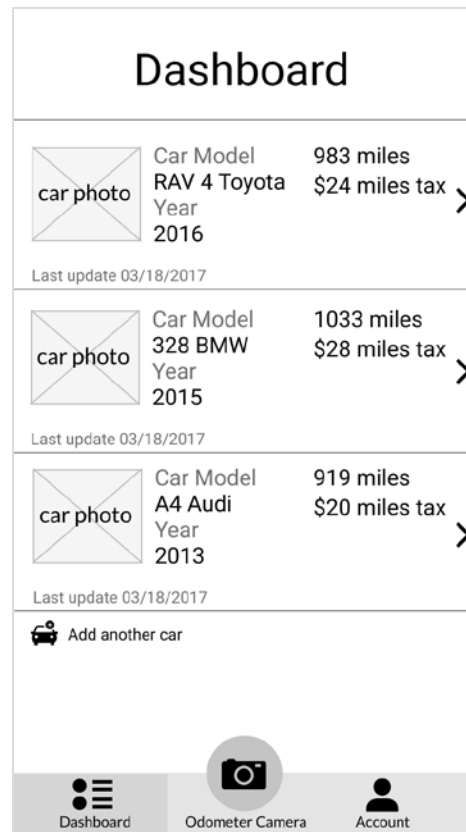 Dashboard
car photo
Car Model
RAV 4 Toyota
Year
2016
983 miles
$24 miles tax
Last update 03/18/2017
car photo
Car Model
328 BMW
Year
2015
1033 miles
$28 miles tax
Last update 03/18/2017
car photo
Car Model
A4 Audi
Year
2013
919 miles
$20 miles tax
Last update 03/18/2017
Add another car
Dashboard
Odometer Camera
Account